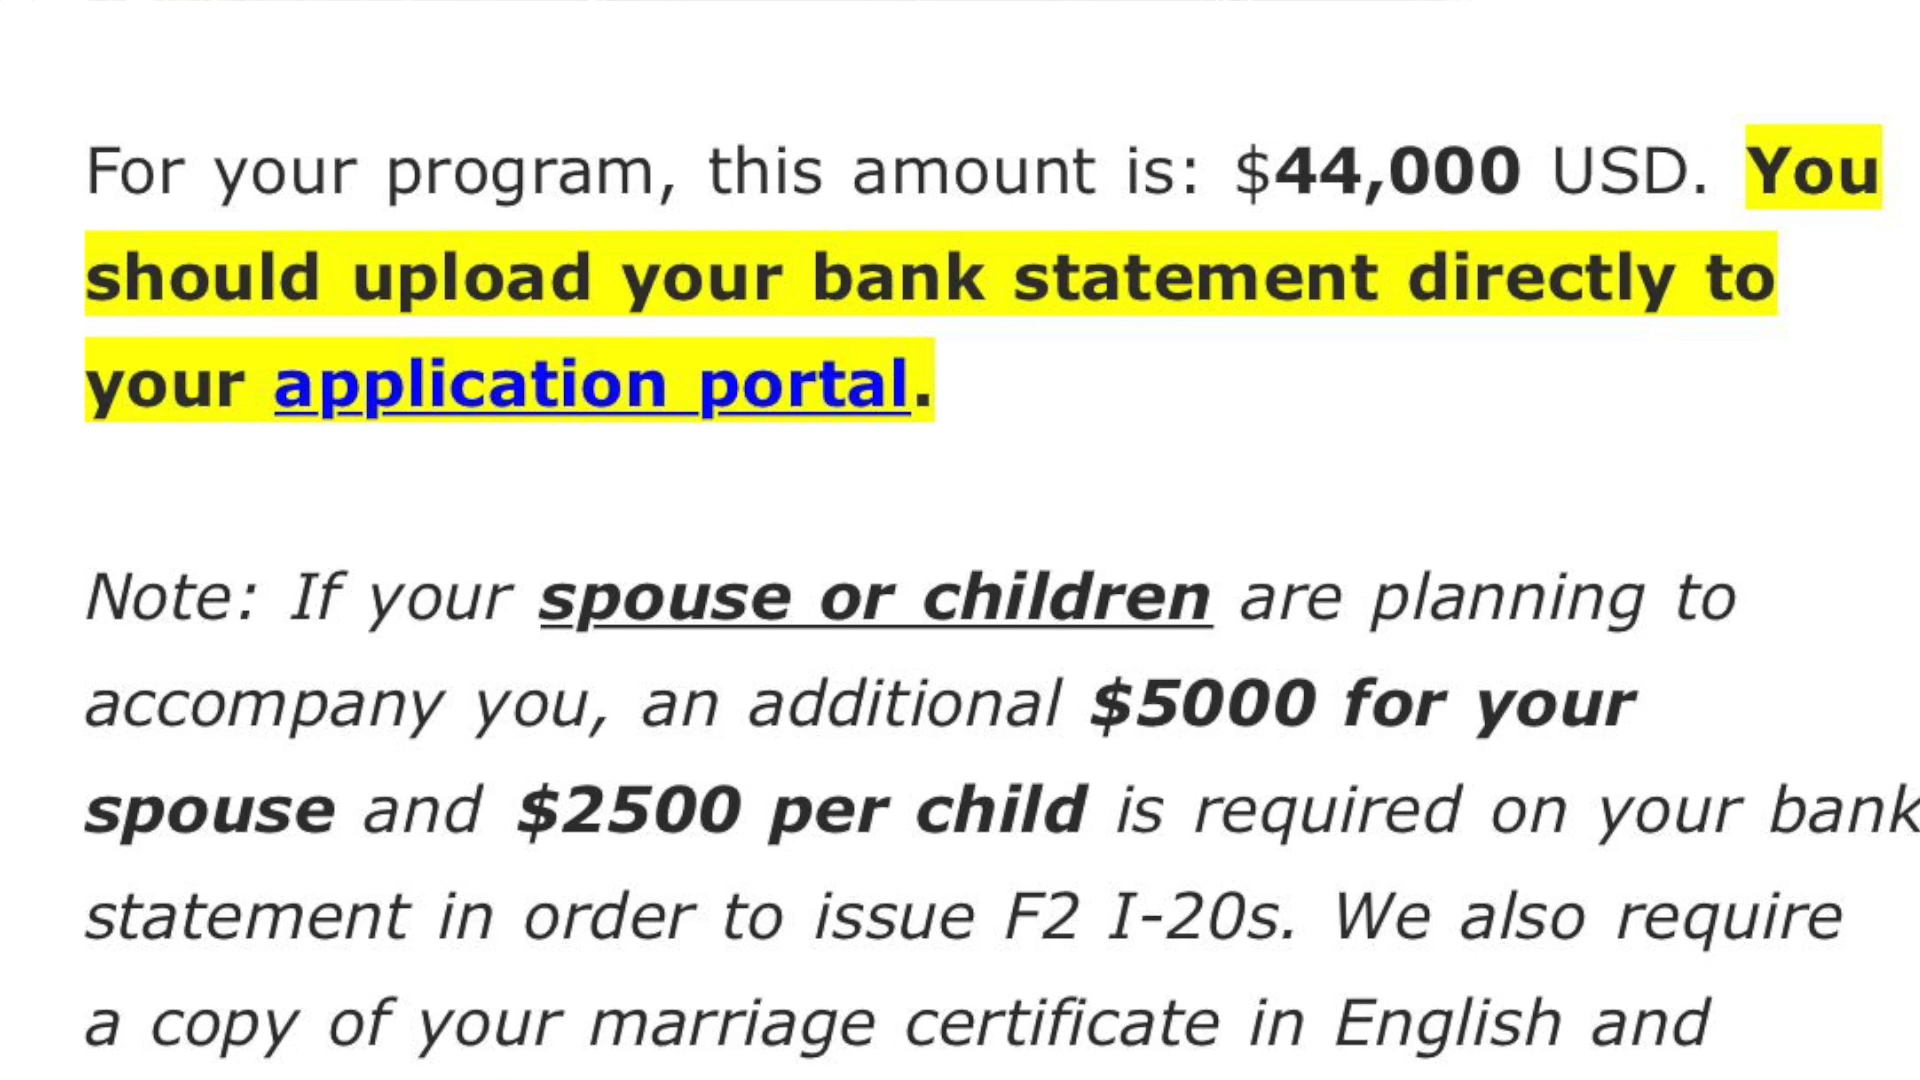 For your program, this amount is: $44,000 USD. You
should upload your bank statement directly to
your application portal.
Note: If your spouse or children are planning to
accompany you, an additional $5000 for your
spouse and $2500 per child is required on your bank
statement in order to issue F2 I-20s. We also require
a copy of your marriage certificate in English and